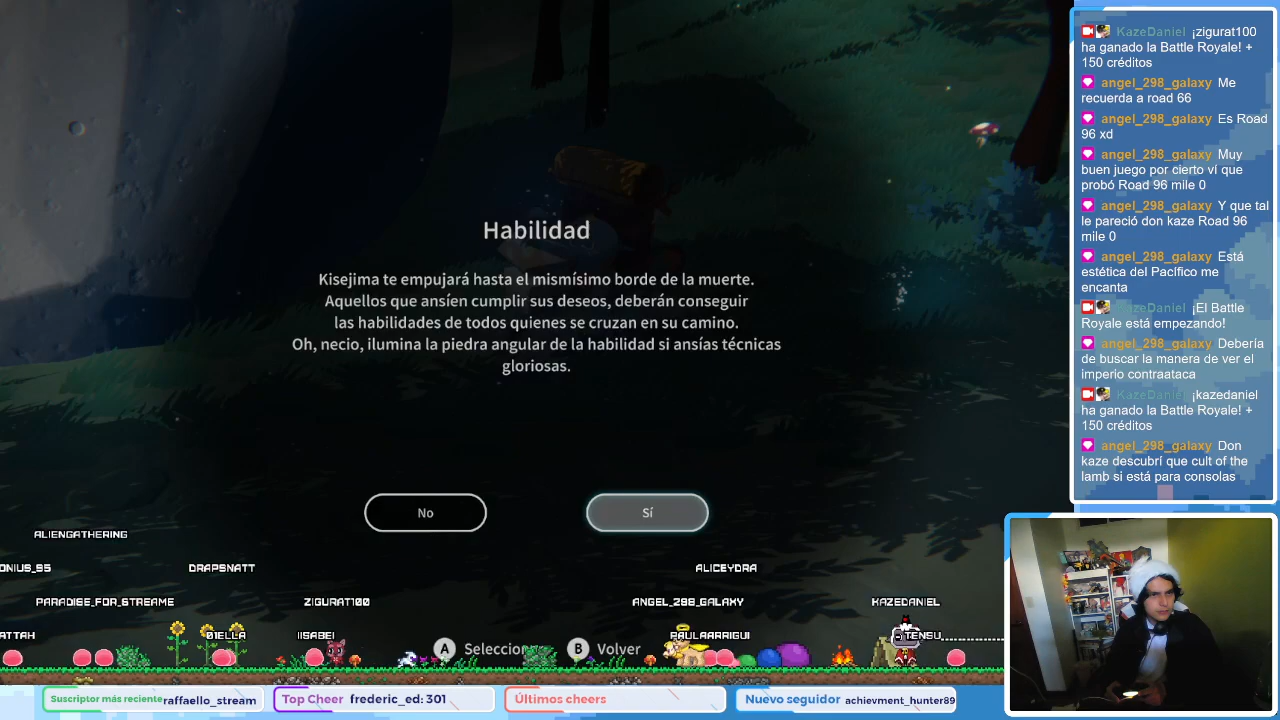 Habilidad
Kisejima te empujará hasta el mismísimo borde de la muerte.
Aquellos que ansíen cumplir sus deseos, deberán conseguir
las habilidades de todos quienes se cruzan en su camino.
Oh, necio, ilumina la piedra angular de la habilidad si ansías técnicas
gloriosas.
No
Sí
ALIENGATHERING
ONIUS_55
DRAPSNATT
ALICEYDRA
PARADISE_FOR_STREAME
ZIGURAT100
ANGEL_298_GALAXY
KAZEDANIEL
ATTAH
IISABEI
PAULAARRIGUI
TENSU_
A Seleccion
B Volver
Suscriptor más reciente raffaello_stream
Top Cheer frederic_ed: 301
Últimos cheers
Nuevo seguidor achievment_hunter89
KazeDaniel ¡zigurat100
ha ganado la Battle Royale! +
150 créditos
angel_298_galaxy Me
recuerda a road 66
angel_298_galaxy Es Road
96 xd
angel_298_galaxy Muy
buen juego por cierto ví que
probó Road 96 mile 0
angel_298_galaxy Y que tal
le pareció don kaze Road 96
mile 0
angel_298_galaxy Está
estética del Pacífico me
encanta
KazeDaniel ¡El Battle
Royale está empezando!
angel_298_galaxy Debería
de buscar la manera de ver el
imperio contraataca
KazeDaniel ¡kazedaniel
ha ganado la Battle Royale! +
150 créditos
angel_298_galaxy Don
kaze descubrí que cult of the
lamb si está para consolas